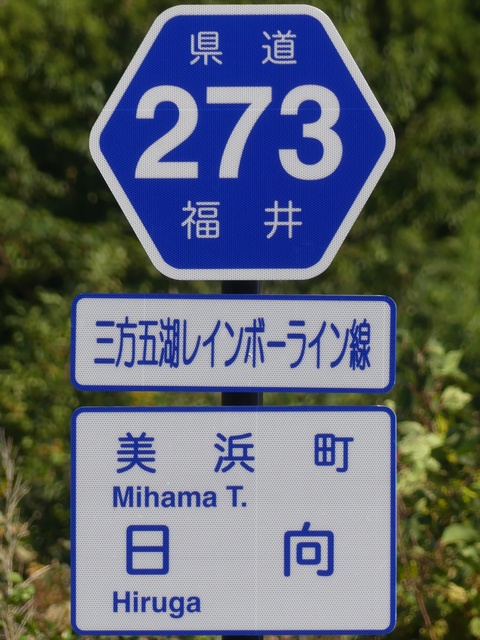 県道
273
福井
三方五湖レインボーライン線
美浜町
Mihama T.
日向
Hiruga